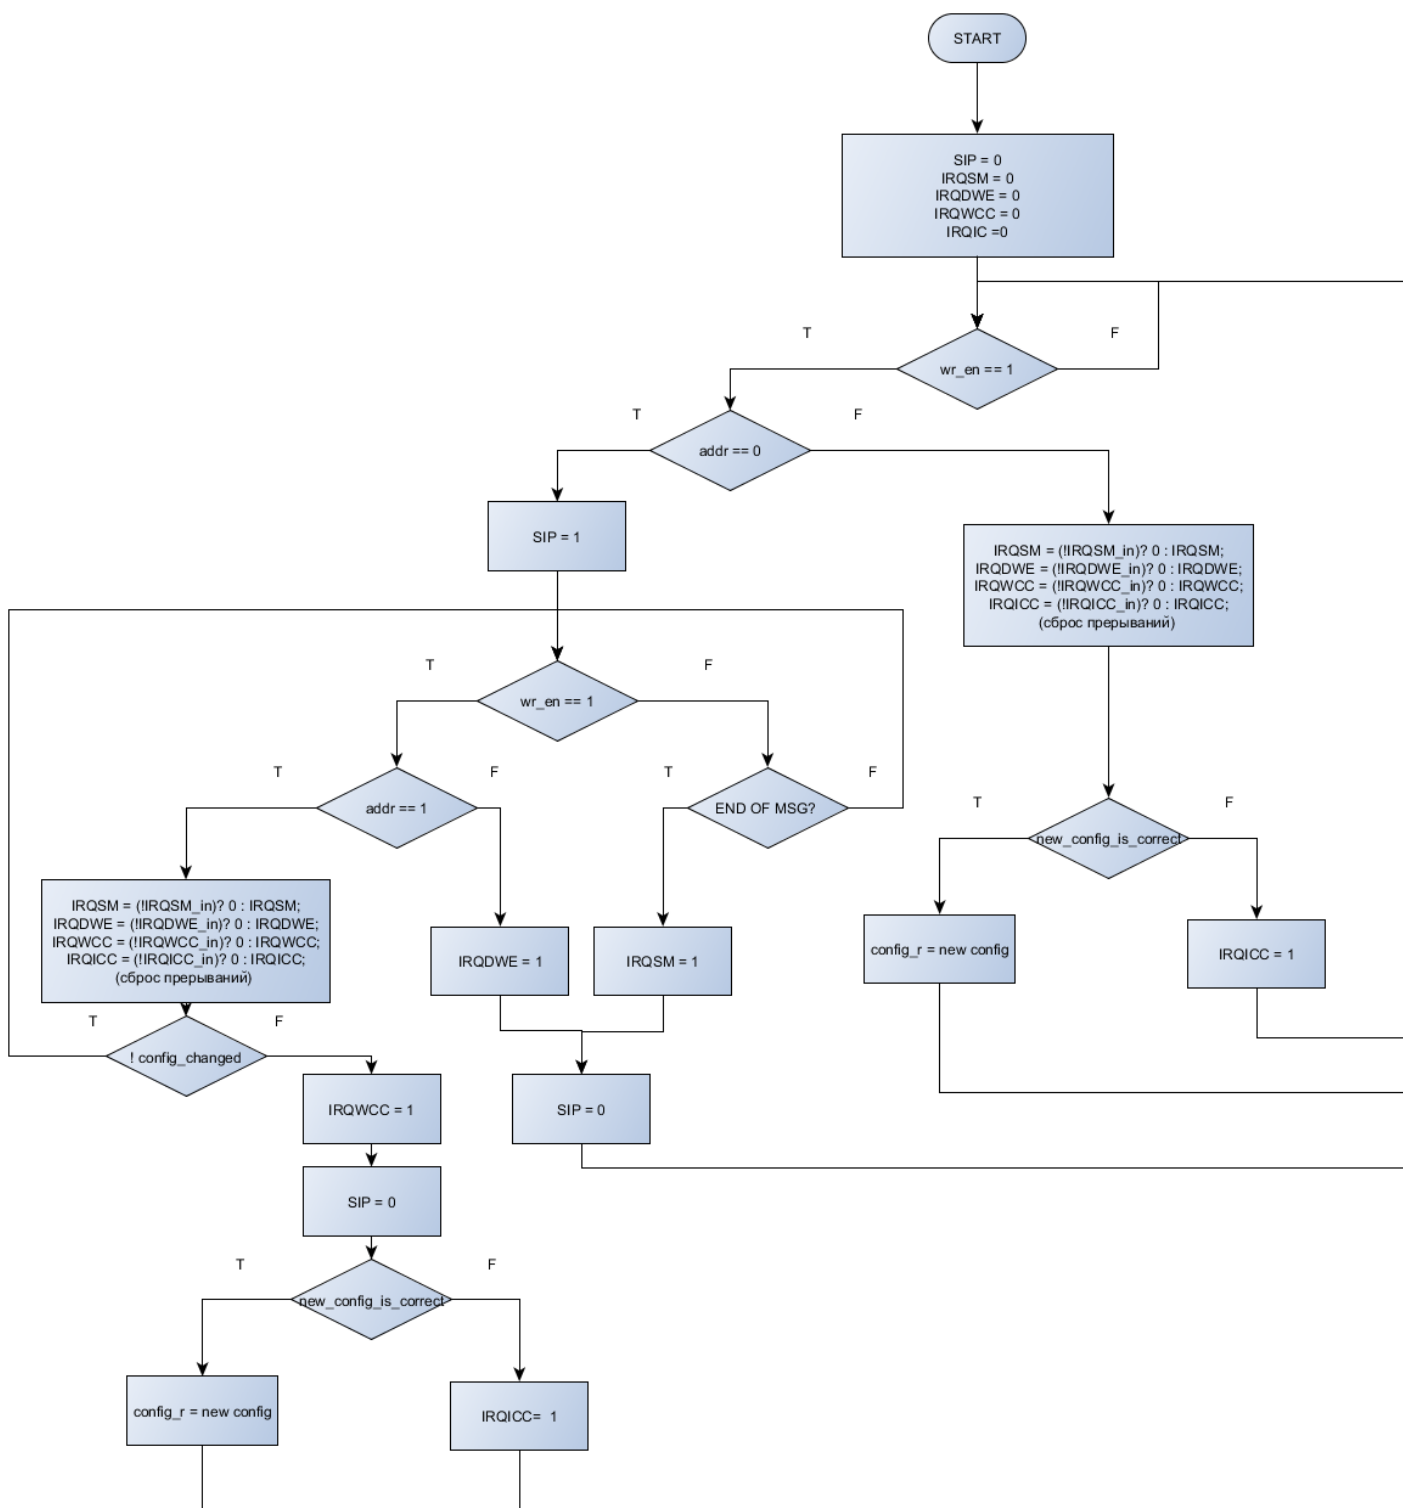 START
SIP = 0
IRQSM = 0
IRQDWE = 0
IRQWCC = 0
IRQIC =0
T
F
wr_en == 1
T
F
addr == 0
SIP = 1
IRQSM = (!IRQSM_in)? 0 : IRQSM;
IRQDWE = (!IRQDWE_in)? 0 : IRQDWE;
IRQWCC = (!IRQWCC_in)? 0 : IRQWCC;
IRQICC = (!IRQICC_in)? 0 : IRQICC;
(сброс прерываний)
T
F
wr_en == 1
T
F
T
F
addr == 1
END OF MSG?
T
F
new_config_is_correct
IRQSM = (!IRQSM_in)? 0 : IRQSM;
IRQDWE = (!IRQDWE_in)? 0 : IRQDWE;
IRQWCC = (!IRQWCC_in)? 0 : IRQWCC;
IRQICC = (!IRQICC_in)? 0 : IRQICC;
(сброс прерываний)
IRQDWE = 1
IRQSM = 1
config_r = new config
IRQICC = 1
T
F
! config_changed
IRQWCC = 1
SIP = 0
SIP = 0
T
F
new_config_is_correct
config_r = new config
IRQICC=  1